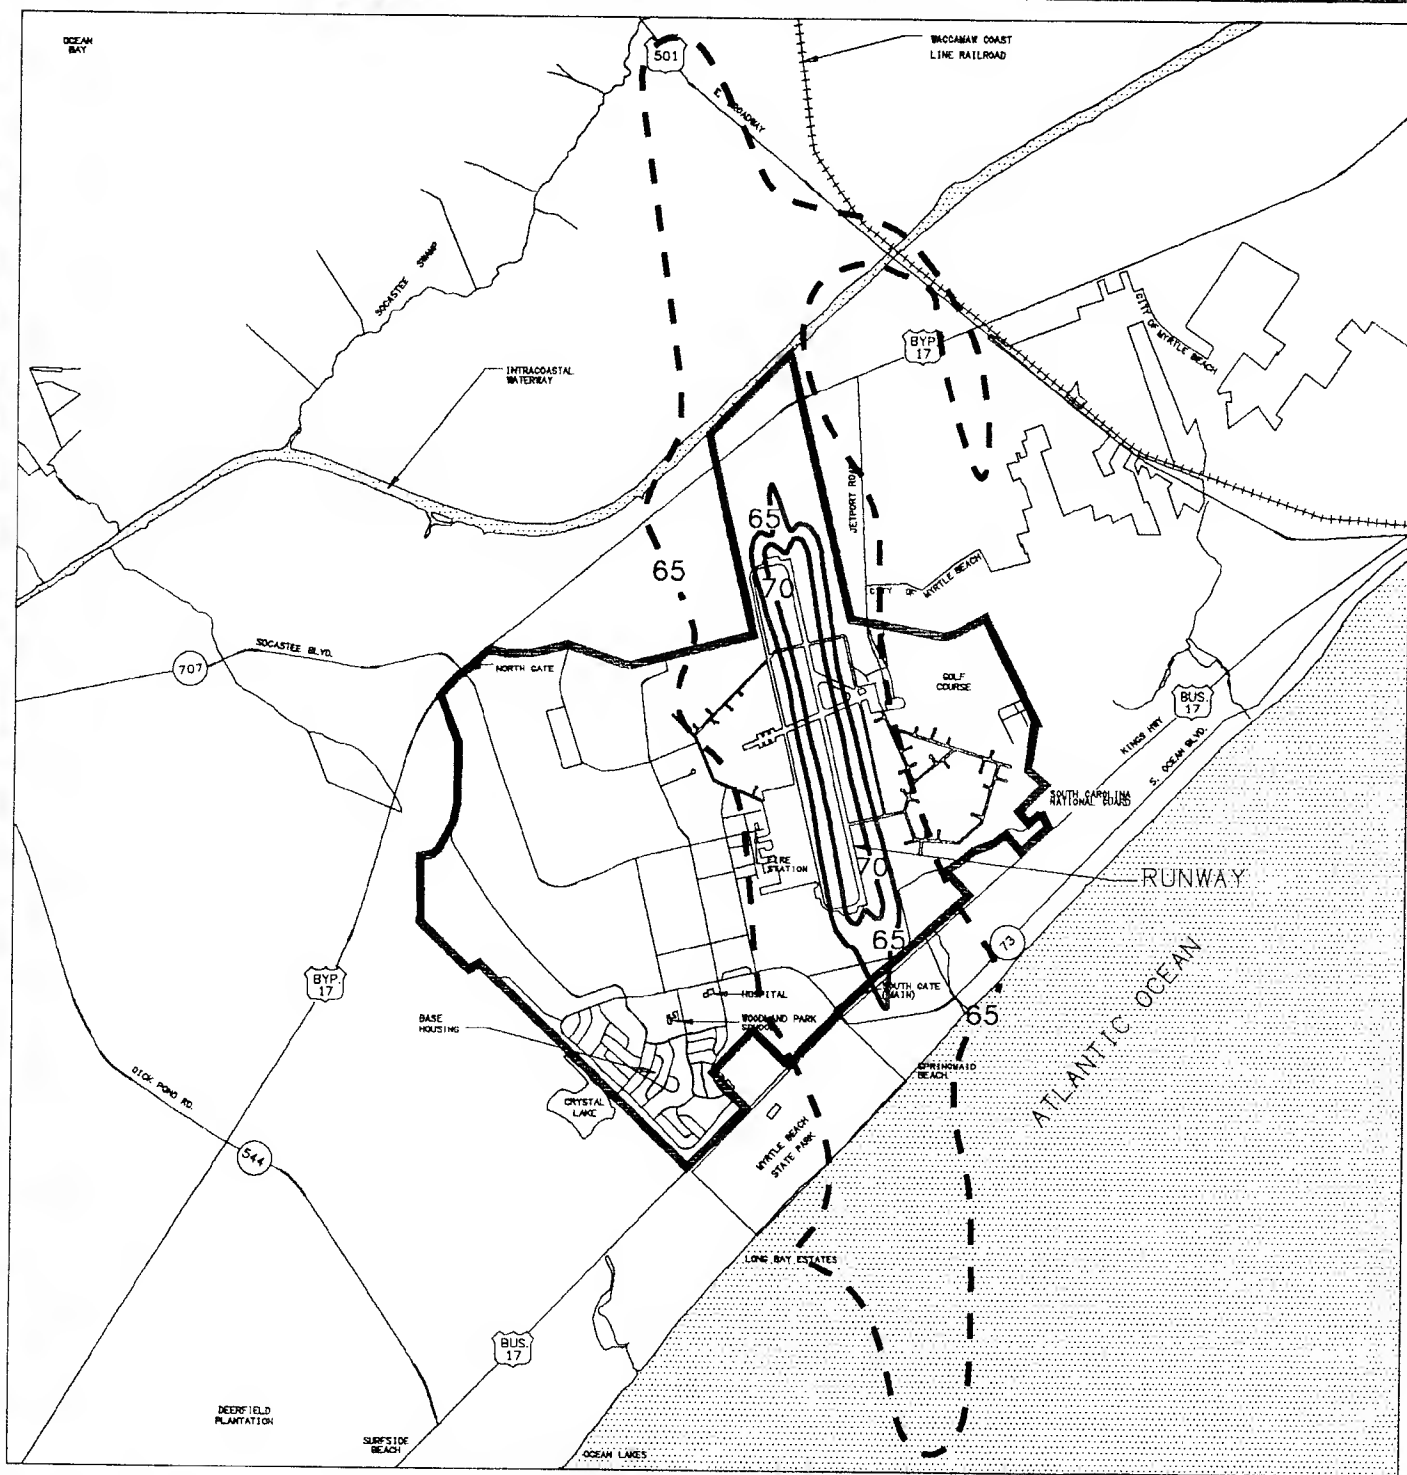 OCEAN
BAY
501
E. BROADWAY
WACCAMAW COAST
LINE RAILROAD
SOCASTEE SWAMP
INTRACOASTAL
WATERWAY
BYP
17
CITY OF MYRTLE BEACH
JETPORT ROAD
65
65
70
CITY OF MYRTLE BEACH
SOCASTEE BLVD.
707
NORTH GATE
GOLF
COURSE
BUS.
17
KINGS HWY
S. OCEAN BLVD.
SOUTH CAROLINA
NATIONAL GUARD
FIRE
STATION
70
RUNWAY
65
73
BYP.
17
SOUTH GATE
(MAIN)
HOSPITAL
WOODLAND PARK
SCHOOL
65
BASE
HOUSING
ATLANTIC OCEAN
SPRINGMAID
BEACH
DICK POND RD.
CRYSTAL
LAKE
544
MYRTLE BEACH
STATE PARK
LONG BAY ESTATES
BUS.
17
DEERFIELD
PLANTATION
SURFSIDE
BEACH
OCEAN LAKES